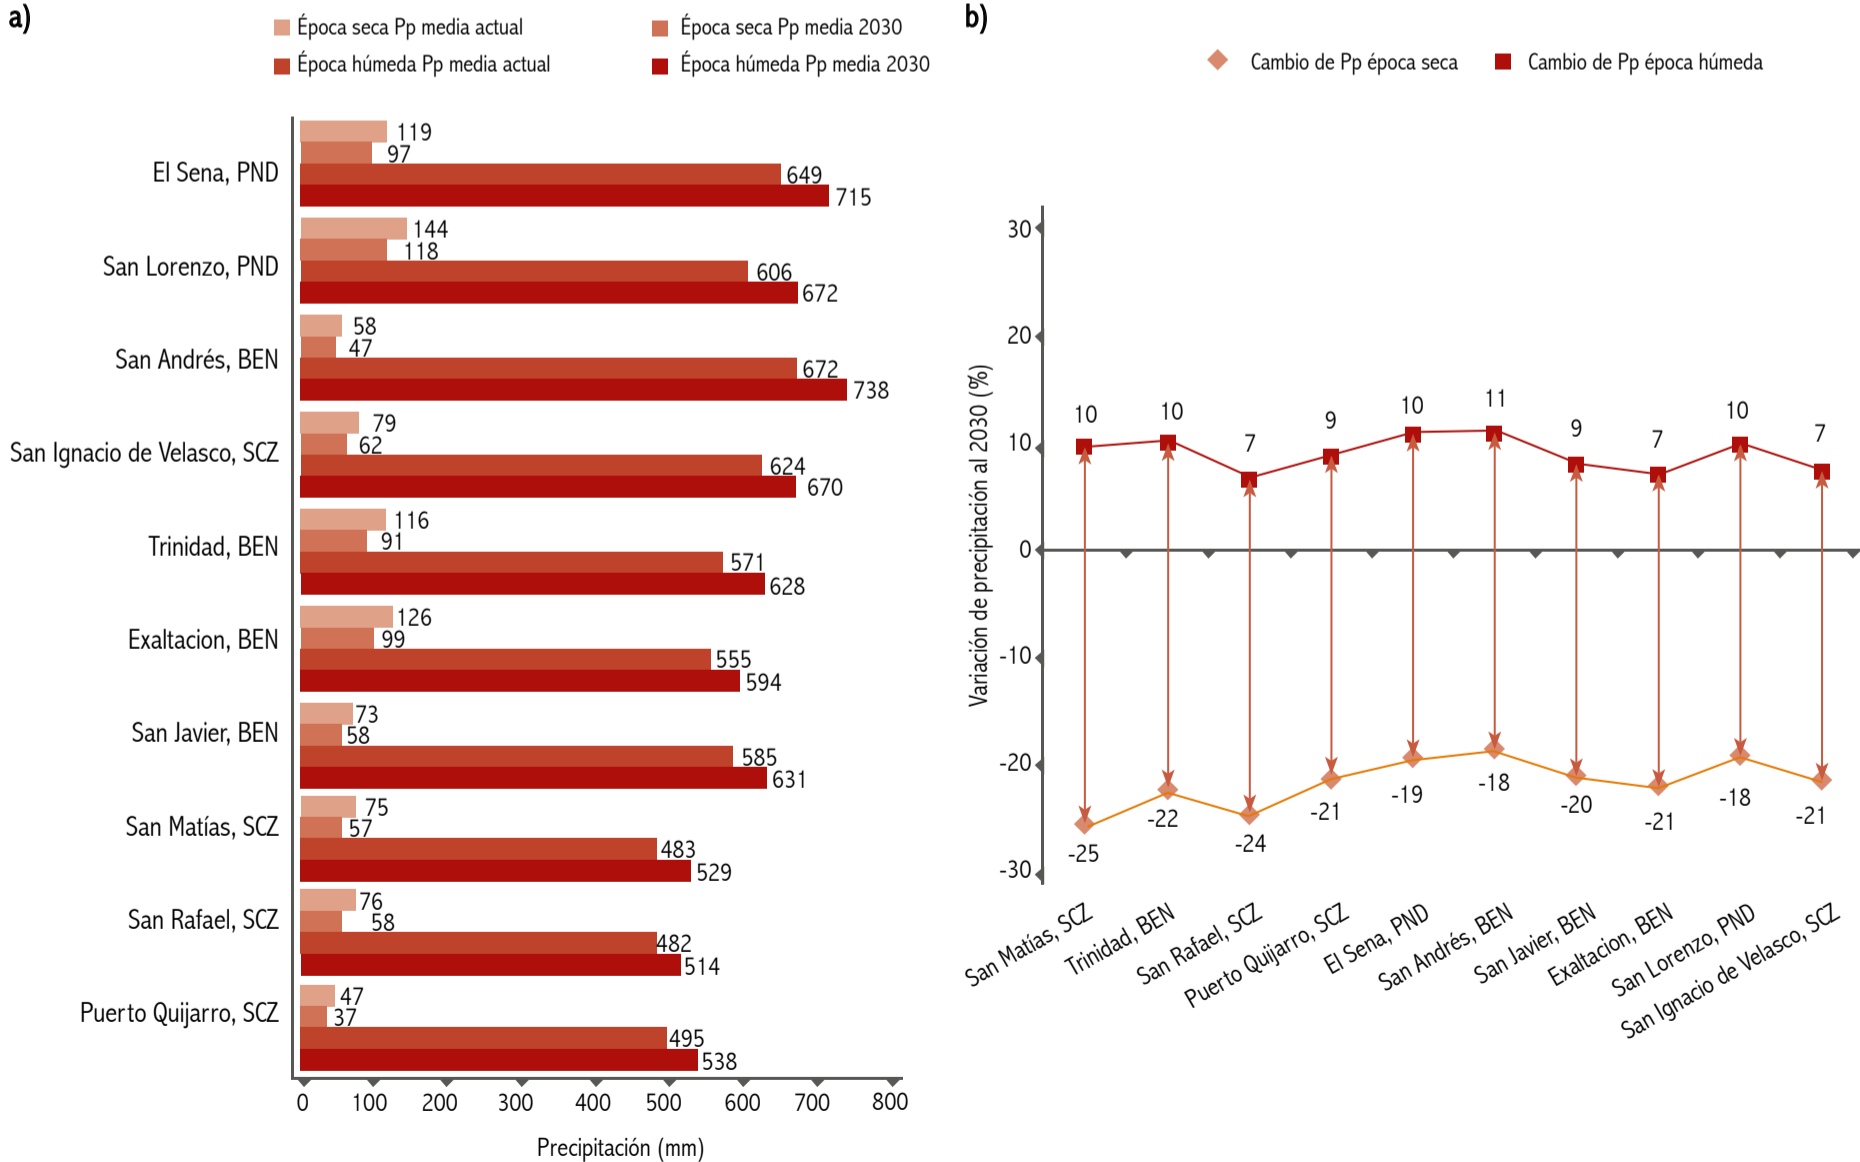 a)
Época seca Pp media actual
Época seca Pp media 2030
Época húmeda Pp media actual
Época húmeda Pp media 2030
El Sena, PND
119
97
649
715
San Lorenzo, PND
144
118
606
672
San Andrés, BEN
58
47
672
738
San Ignacio de Velasco, SCZ
79
62
624
670
Trinidad, BEN
116
91
571
628
Exaltacion, BEN
126
99
555
594
San Javier, BEN
73
58
585
631
San Matías, SCZ
75
57
483
529
San Rafael, SCZ
76
58
482
514
Puerto Quijarro, SCZ
47
37
495
538
0 100 200 300 400 500 600 700 800
Precipitación (mm)
b)
Cambio de Pp época seca
Cambio de Pp época húmeda
Variación de precipitación al 2030 (%)
30
20
10
0
-10
-20
-30
10 10 7 9 10 11 9 7 10 7
-25 -22 -24 -21 -19 -18 -20 -21 -18 -21
San Matías, SCZ
Trinidad, BEN
San Rafael, SCZ
Puerto Quijarro, SCZ
El Sena, PND
San Andrés, BEN
San Javier, BEN
Exaltacion, BEN
San Lorenzo, PND
San Ignacio de Velasco, SCZ